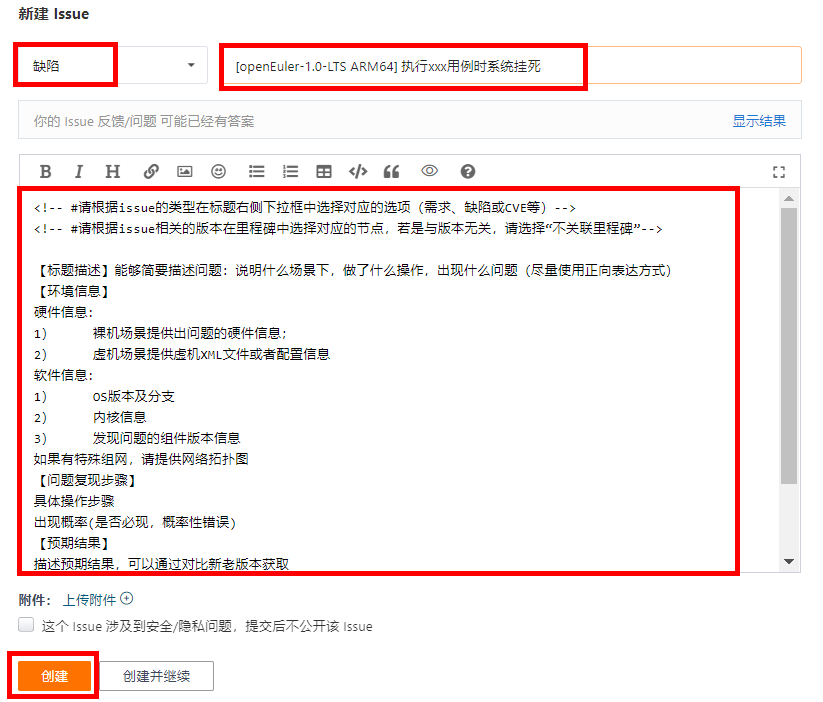 新建 Issue
缺陷
[openEuler-1.0-LTS ARM64] 执行xxx用例时系统挂死
你的 Issue 反馈/问题 可能已经有答案
显示结果
B I H
<!-- #请根据issue的类型在标题右侧下拉框中选择对应的选项（需求、缺陷或CVE等）-->
<!-- #请根据issue相关的版本在里程碑中选择对应的节点，若是与版本无关，请选择“不关联里程碑”-->
【标题描述】能够简要描述问题：说明什么场景下，做了什么操作，出现什么问题（尽量使用正向表达方式）
【环境信息】
硬件信息：
1) 裸机场景提供出问题的硬件信息；
2) 虚机场景提供虚机XML文件或者配置信息
软件信息：
1) OS版本及分支
2) 内核信息
3) 发现问题的组件版本信息
如果有特殊组网，请提供网络拓扑图
【问题复现步骤】
具体操作步骤
出现概率(是否必现，概率性错误)
【预期结果】
描述预期结果，可以通过对比新老版本获取
附件： 上传附件
这个 Issue 涉及到安全/隐私问题，提交后不公开该 Issue
创建
创建并继续